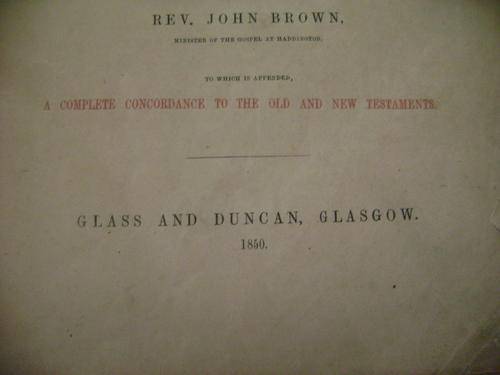 REV. JOHN BROWN,
MINISTER OF THE GOSPEL AT HADDINGTON.
TO WHICH IS APPENDED,
A COMPLETE CONCORDANCE TO THE OLD AND NEW TESTAMENTS.
GLASS AND DUNCAN, GLASGOW.
1850.